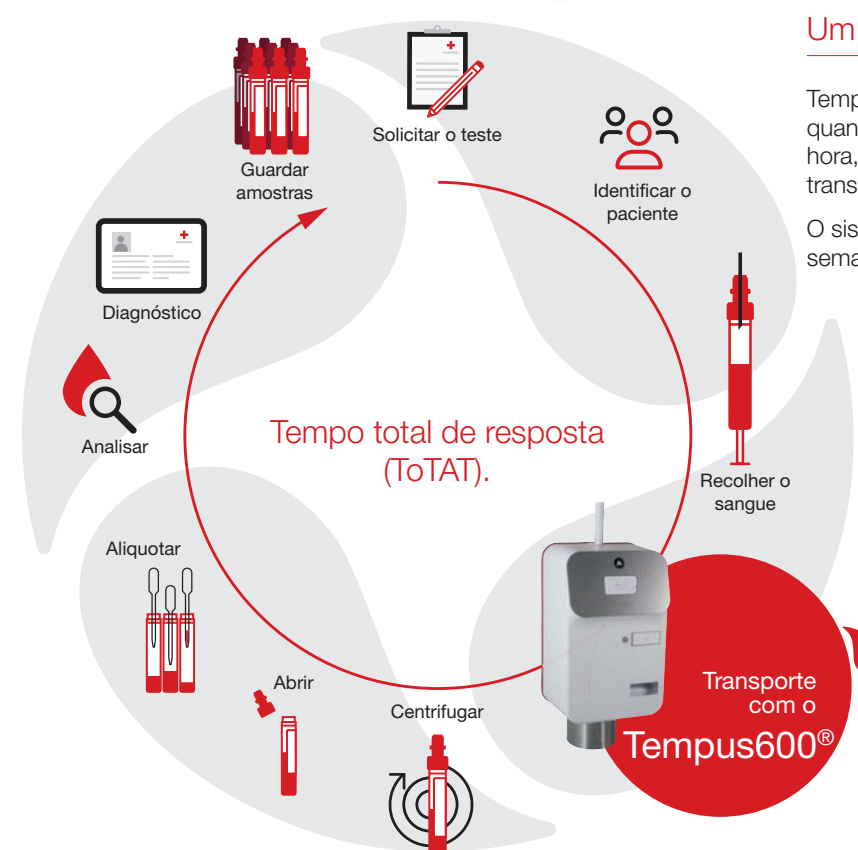 Um
Temp
quan
hora,
trans
O sis
sema
Solicitar o teste
Identificar o
paciente
Recolher o
sangue
Transporte
com o
Tempus600®
Centrifugar
Abrir
Aliquotar
Analisar
Diagnóstico
Guardar
amostras
Tempo total de resposta
(ToTAT).